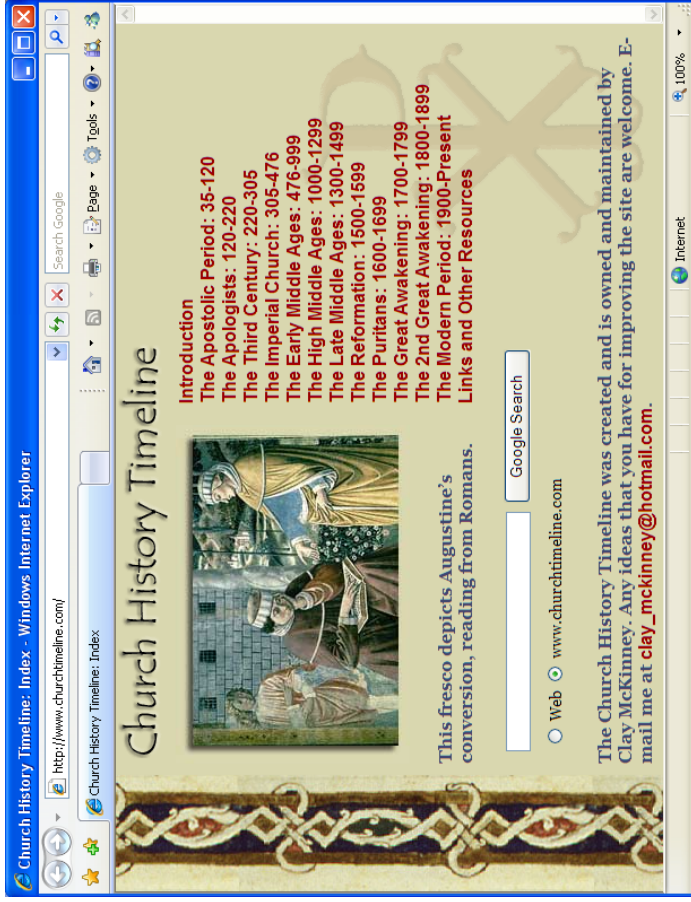 Church History Timeline: Index - Windows Internet Explorer
http://www.churchtimeline.com/
Search Google
Church History Timeline: Index
Page
Tools
Church History Timeline
Introduction
The Apostolic Period: 35-120
The Apologists: 120-220
The Third Century: 220-305
The Imperial Church: 305-476
The Early Middle Ages: 476-999
The High Middle Ages: 1000-1299
The Late Middle Ages: 1300-1499
The Reformation: 1500-1599
The Puritans: 1600-1699
The Great Awakening: 1700-1799
The 2nd Great Awakening: 1800-1899
The Modern Period: 1900-Present
Links and Other Resources
This fresco depicts Augustine's
conversion, reading from Romans.
Google Search
Web www.churchtimeline.com
The Church History Timeline was created and is owned and maintained by
Clay McKinney. Any ideas that you have for improving the site are welcome. E-
mail me at clay_mckinney@hotmail.com.
Internet
100%